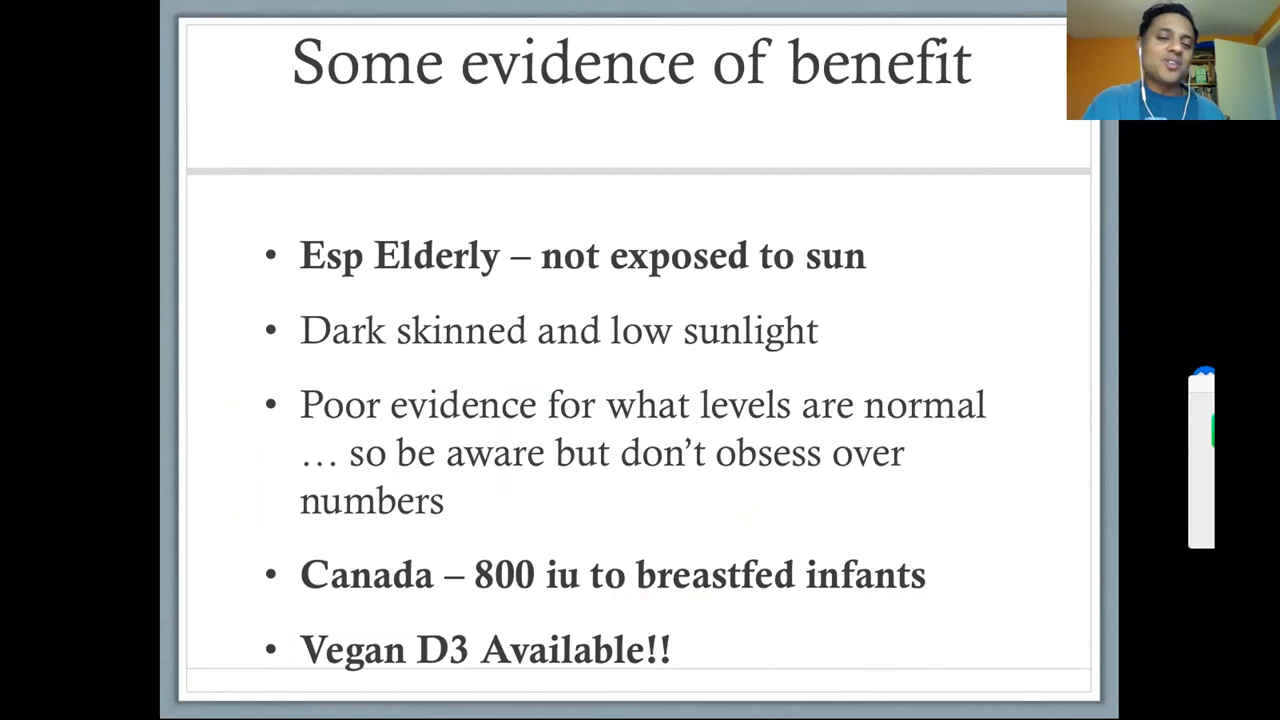 Some evidence of benefit
• Esp Elderly – not exposed to sun
• Dark skinned and low sunlight
• Poor evidence for what levels are normal
… so be aware but don’t obsess over
numbers
• Canada – 800 iu to breastfed infants
• Vegan D3 Available!!